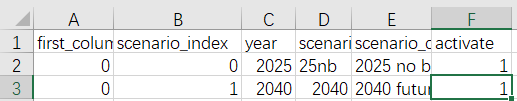 A B C D E F
1 first_colum scenario_index year scenari scenario_d activate
2 0 0 2025 25nb 2025 no b 1
3 0 1 2040 2040 2040 futur 1